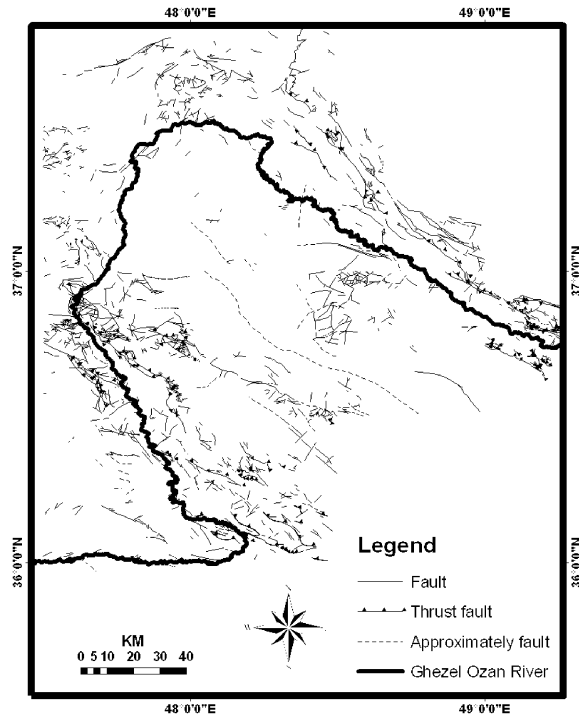 48°0'0"E 49°0'0"E
37°0'0"N 37°0'0"N
36°0'0"N 36°0'0"N
Legend
Fault
Thrust fault
Approximately fault
Ghezel Ozan River
KM
0 5 10 20 30 40
48°0'0"E 49°0'0"E